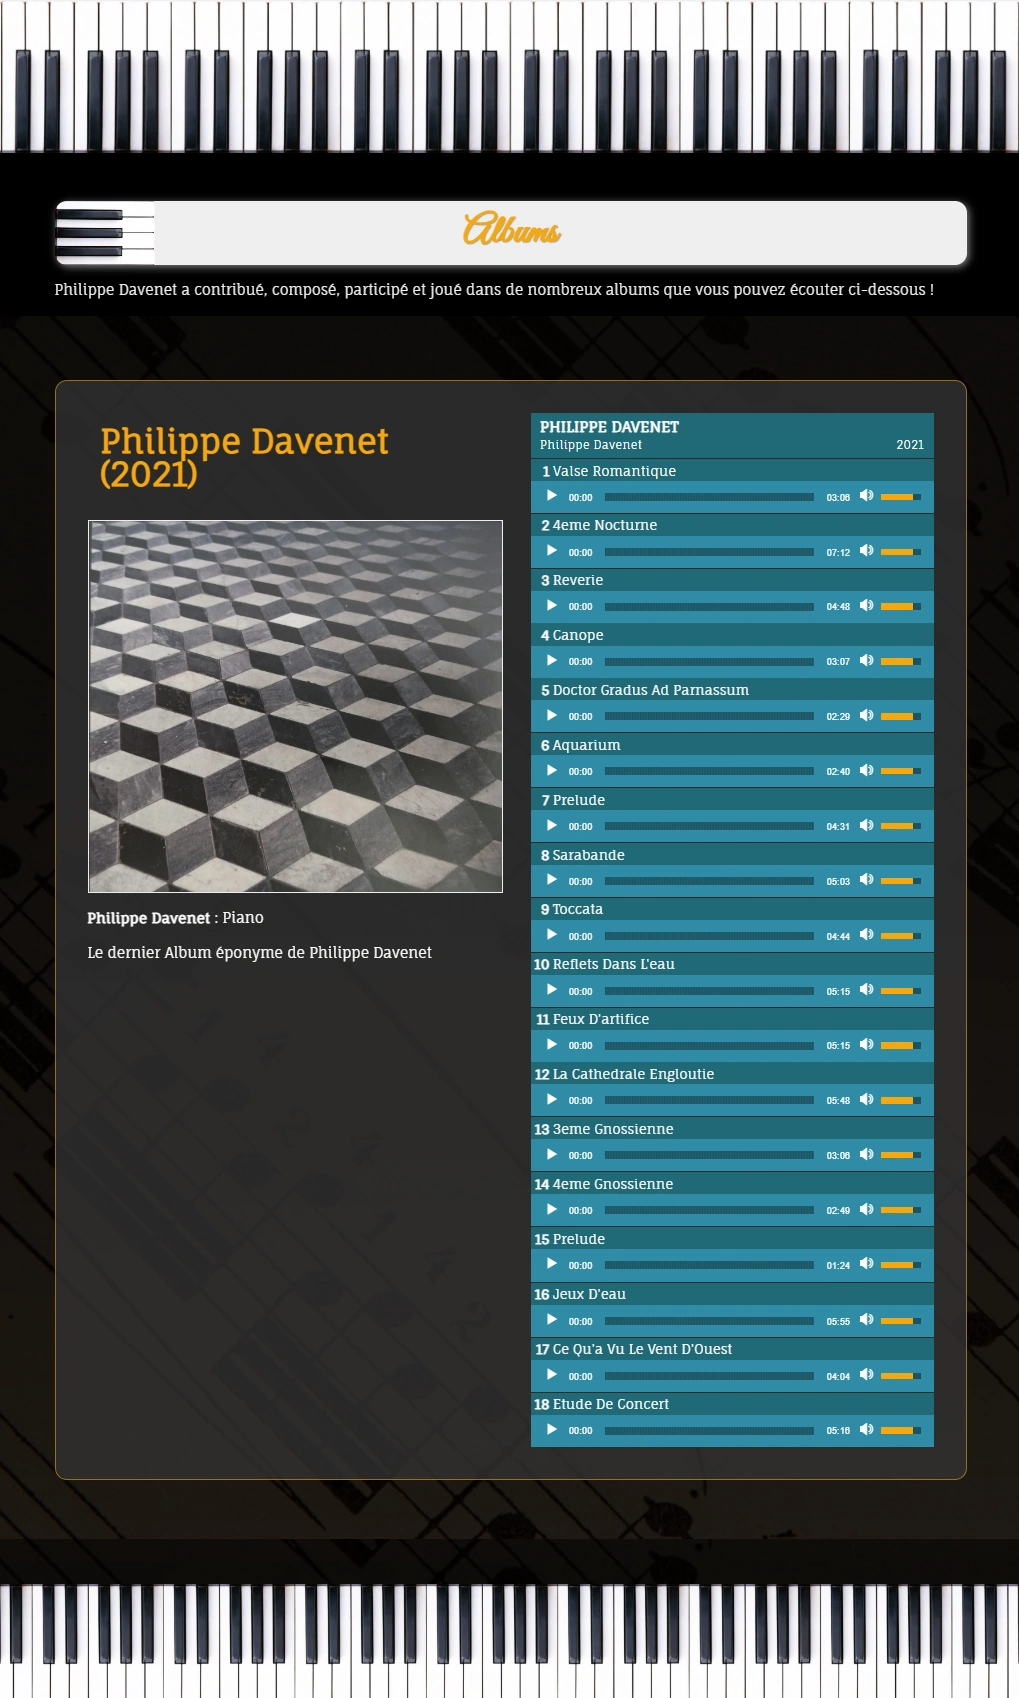 Albums
Philippe Davenet a contribué, composé, participé et joué dans de nombreux albums que vous pouvez écouter ci-dessous !
Philippe Davenet
(2021)
Philippe Davenet : Piano
Le dernier Album éponyme de Philippe Davenet
PHILIPPE DAVENET
Philippe Davenet 2021
1 Valse Romantique
00:00 03:06
2 4eme Nocturne
00:00 07:12
3 Reverie
00:00 04:48
4 Canope
00:00 03:07
5 Doctor Gradus Ad Parnassum
00:00 02:29
6 Aquarium
00:00 02:40
7 Prelude
00:00 04:31
8 Sarabande
00:00 05:03
9 Toccata
00:00 04:44
10 Reflets Dans L'eau
00:00 05:15
11 Feux D'artifice
00:00 05:15
12 La Cathedrale Engloutie
00:00 05:48
13 3eme Gnossienne
00:00 03:06
14 4eme Gnossienne
00:00 02:49
15 Prelude
00:00 01:24
16 Jeux D'eau
00:00 05:55
17 Ce Qu'a Vu Le Vent D'Ouest
00:00 04:04
18 Etude De Concert
00:00 05:16